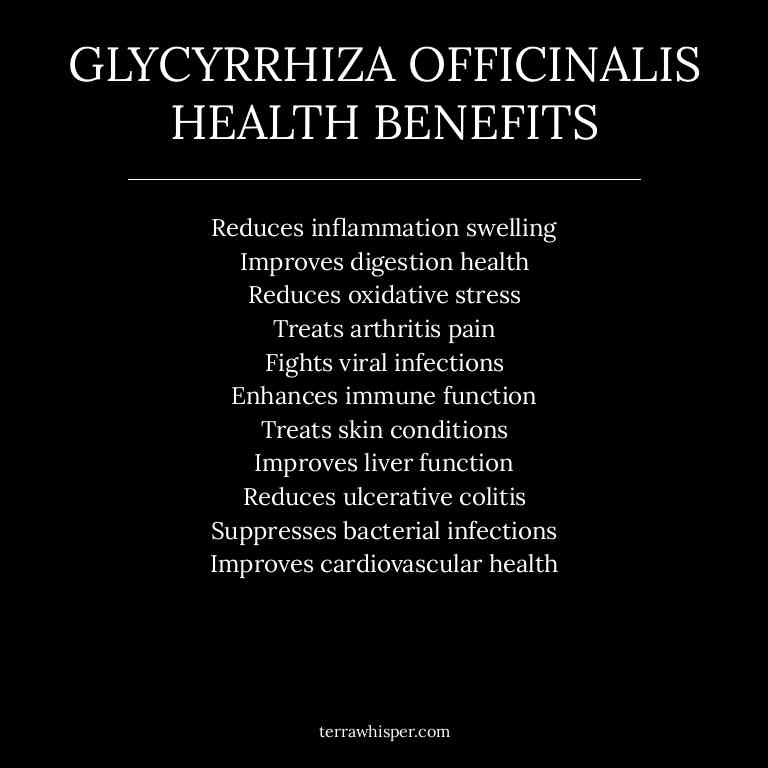 GLYCYRRHIZA OFFICINALIS
HEALTH BENEFITS
Reduces inflammation swelling
Improves digestion health
Reduces oxidative stress
Treats arthritis pain
Fights viral infections
Enhances immune function
Treats skin conditions
Improves liver function
Reduces ulcerative colitis
Suppresses bacterial infections
Improves cardiovascular health
terrawhisper.com